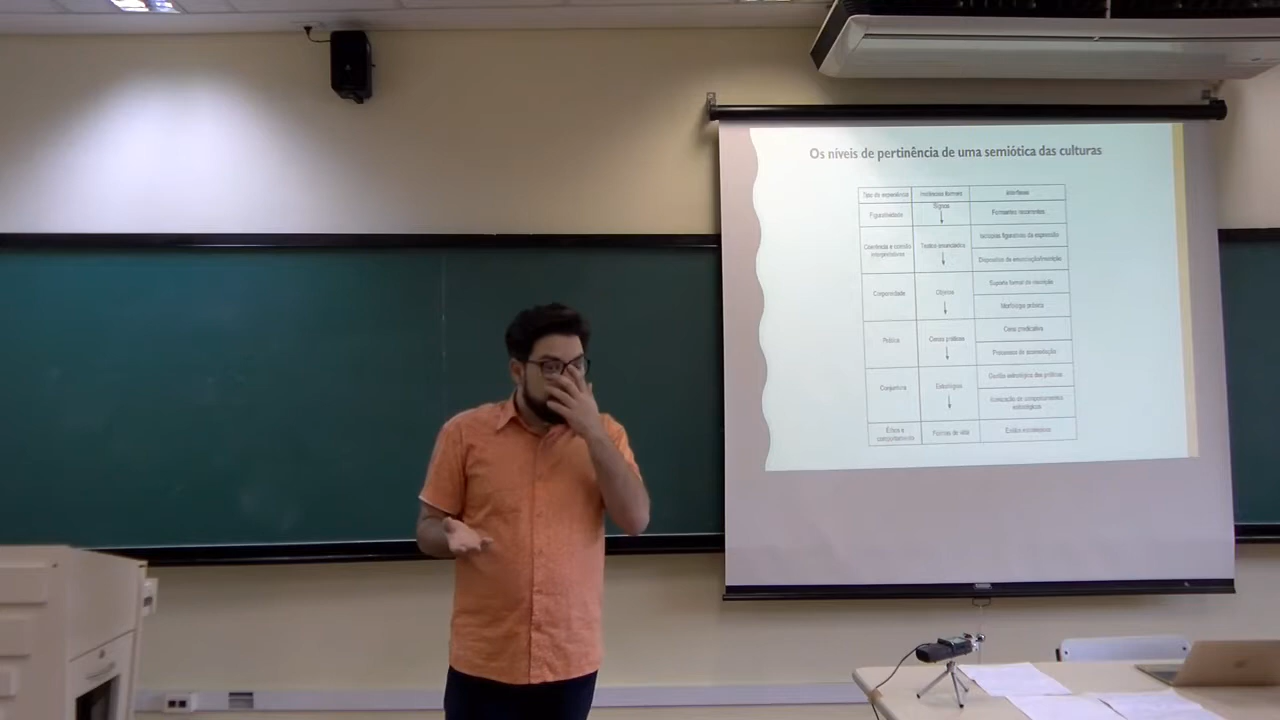 Os níveis de pertinência de uma semiótica das culturas
Tipo de experiência
Instâncias formais
Interfaces
Figuratividade
Signos
Formantes recorrentes
Coerência e coesão
interpretativas
Textos enunciados
Isotopias figurativas da expressão
Dispositivo de enunciação/inscrição
Corporeidade
Objetos
Suporte formal de inscrição
Morfologia práxica
Prática
Cenas práticas
Cena predicativa
Processos de acomodação
Conjuntura
Estratégias
Gestão estratégica das práticas
Iconização de comportamentos
estratégicos
Éthos e
comportamento
Formas de vida
Estilos estratégicos